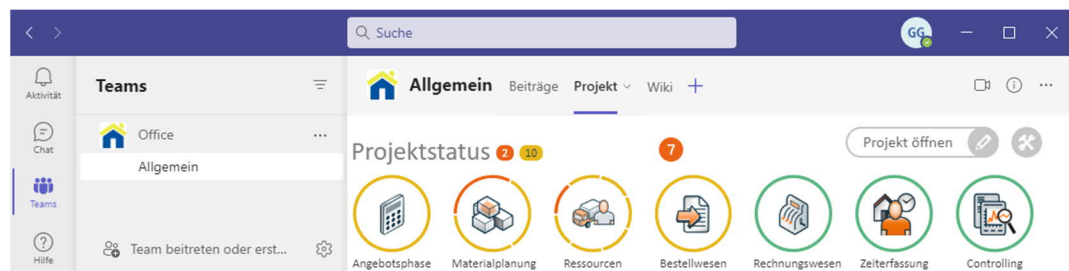 Suche
GG
Aktivität
Chat
Teams
Hilfe
Teams
Office
Allgemein
Team beitreten oder erst...
Allgemein Beiträge Projekt Wiki
Projektstatus 2 10
7
Projekt öffnen
Angebotsphase Materialplanung Ressourcen Bestellwesen Rechnungswesen Zeiterfassung Controlling